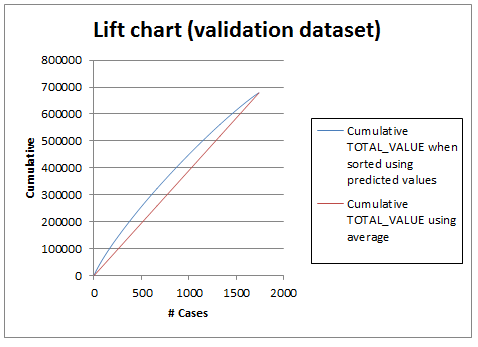 Lift chart (validation dataset)
800000
700000
600000
500000
400000
300000
200000
100000
0
Cumulative
0 500 1000 1500 2000
# Cases
Cumulative
TOTAL_VALUE when
sorted using
predicted values
Cumulative
TOTAL_VALUE using
average